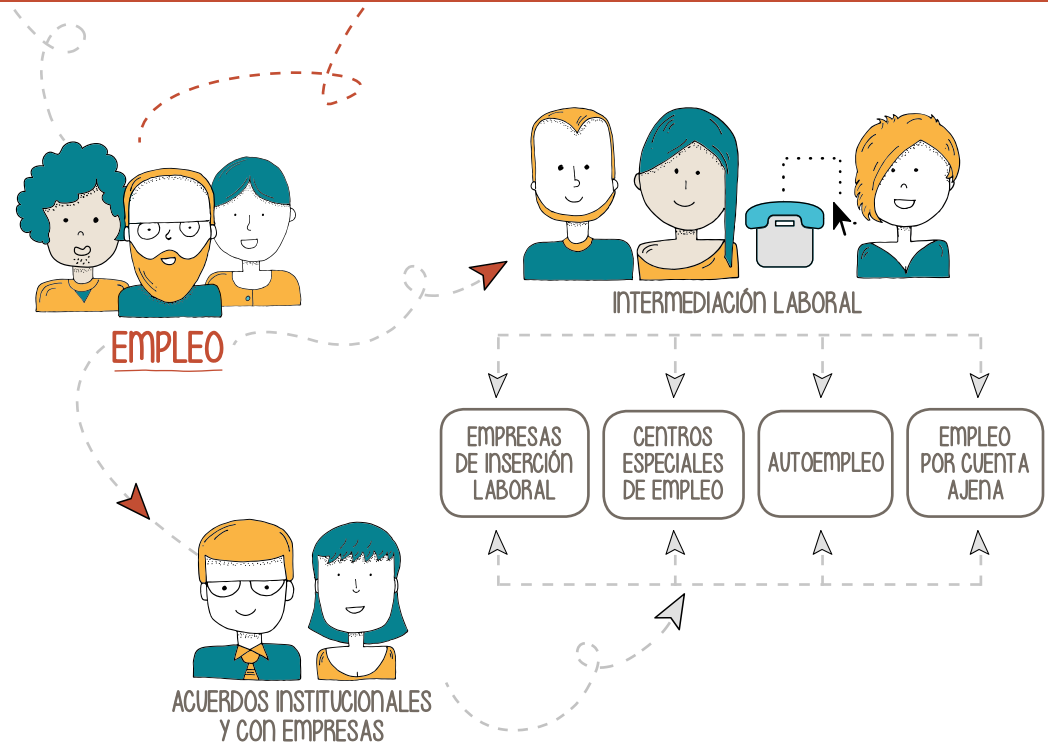 INTERMEDIACIÓN LABORAL
EMPLEO
EMPRESAS
DE INSERCIÓN
LABORAL
CENTROS
ESPECIALES
DE EMPLEO
AUTOEMPLEO
EMPLEO
POR CUENTA
AJENA
ACUERDOS INSTITUCIONALES
Y CON EMPRESAS